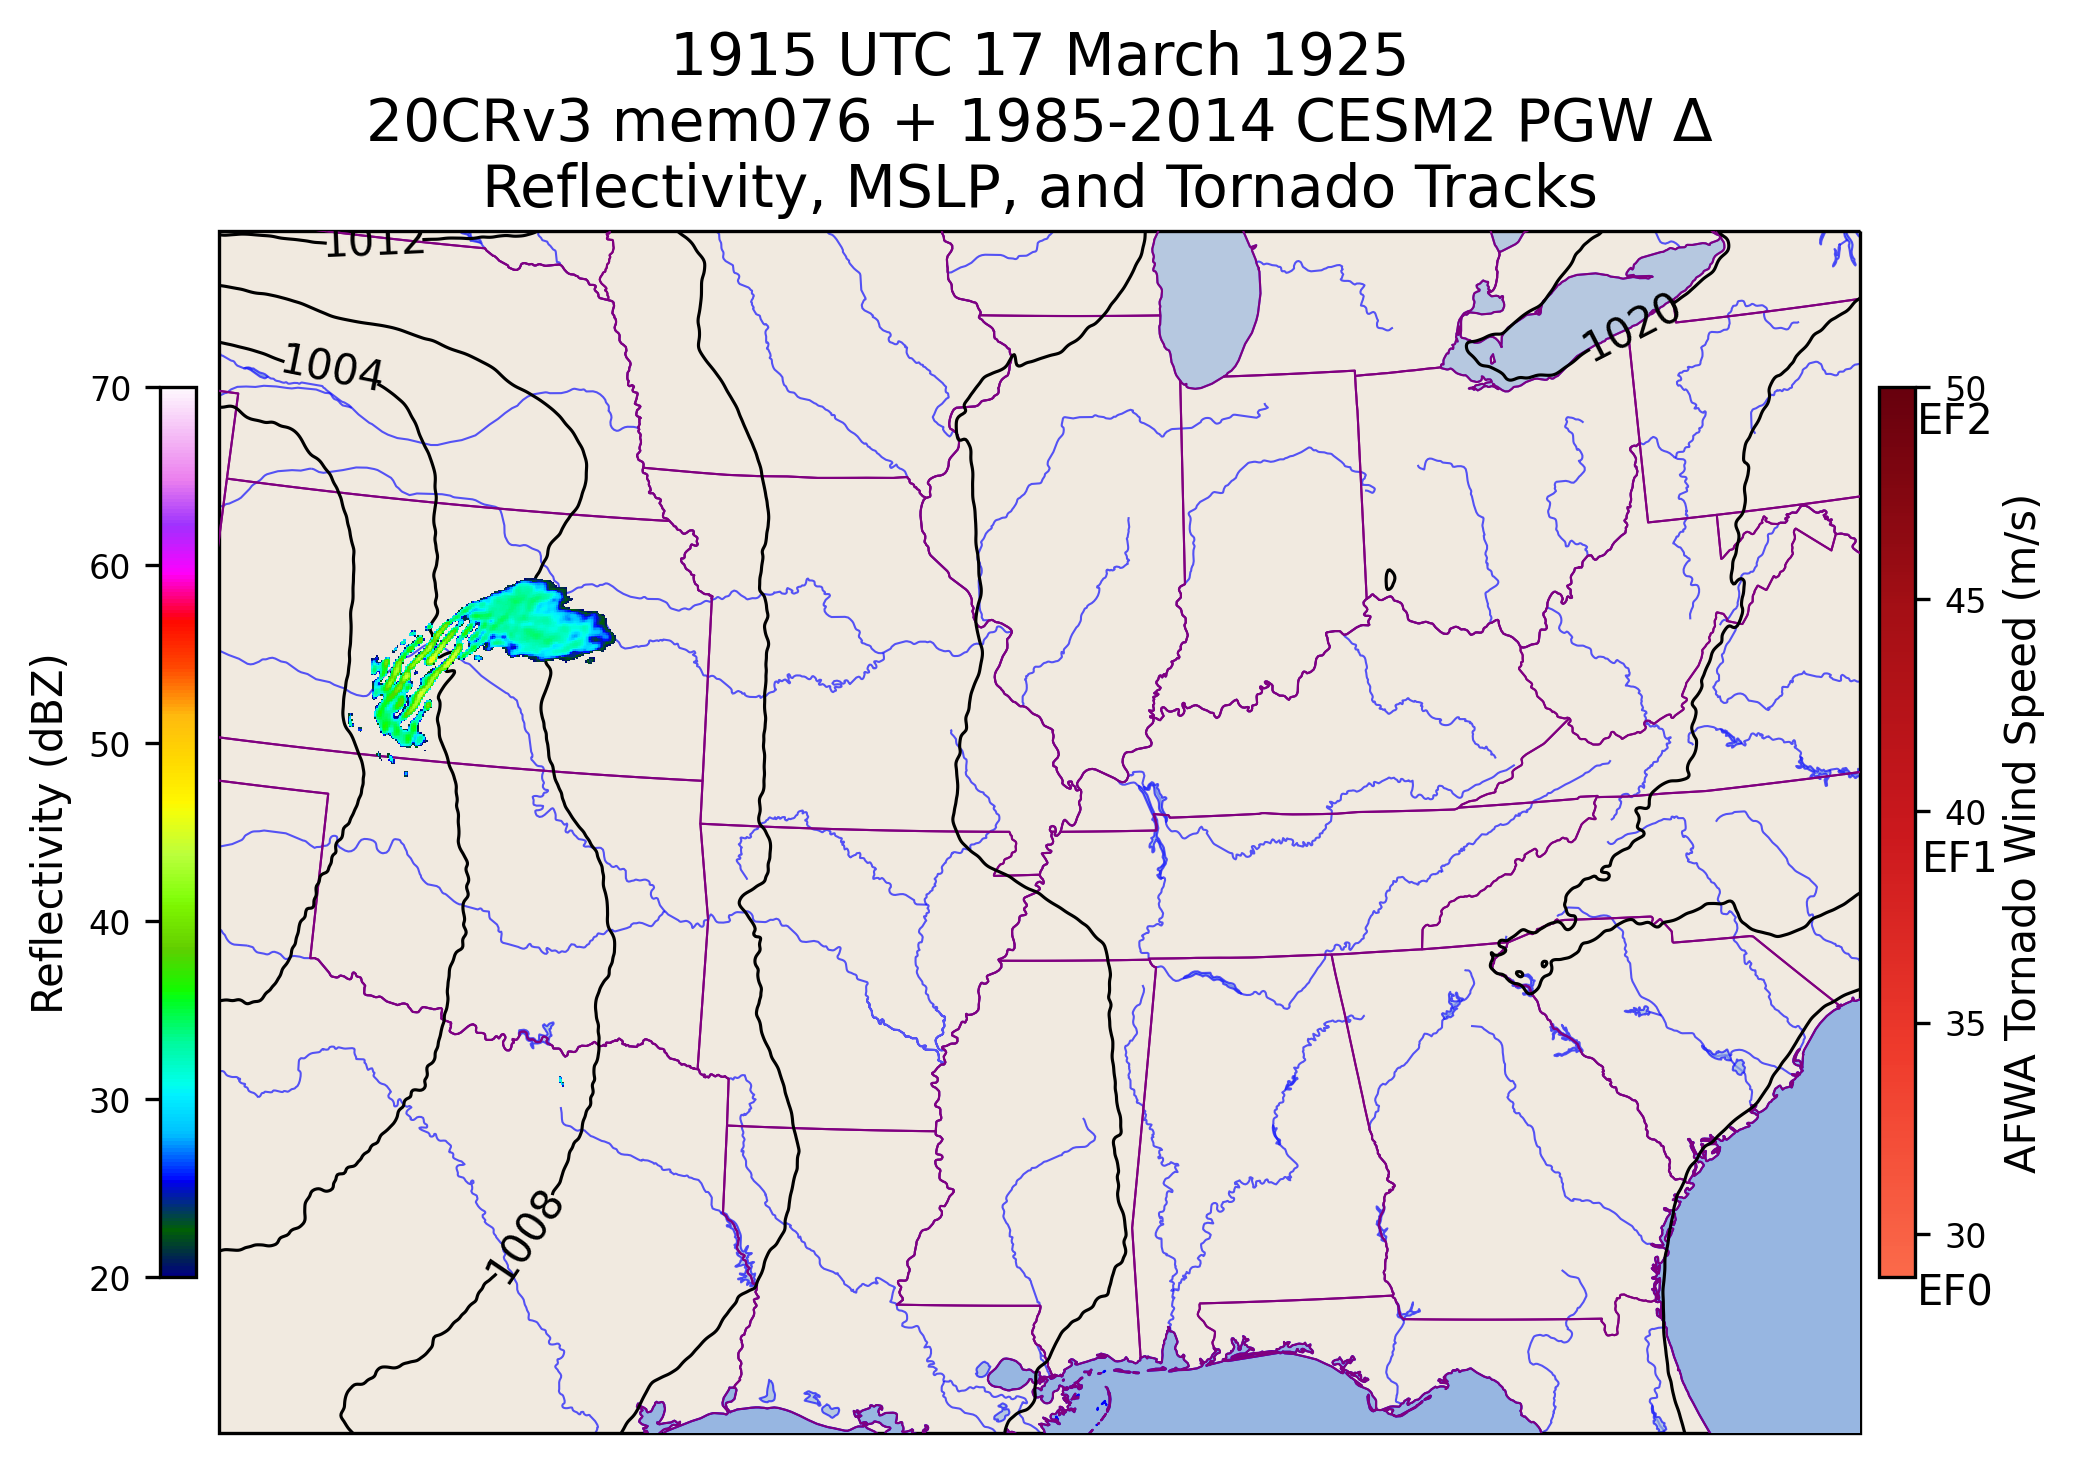 1915 UTC 17 March 1925
20CRv3 mem076 + 1985-2014 CESM2 PGW Δ
Reflectivity, MSLP, and Tornado Tracks
1012
1004
1020
1008
70
60
50
40
30
20
Reflectivity (dBZ)
50
EF2
45
40
EF1
35
30
EF0
AFWA Tornado Wind Speed (m/s)